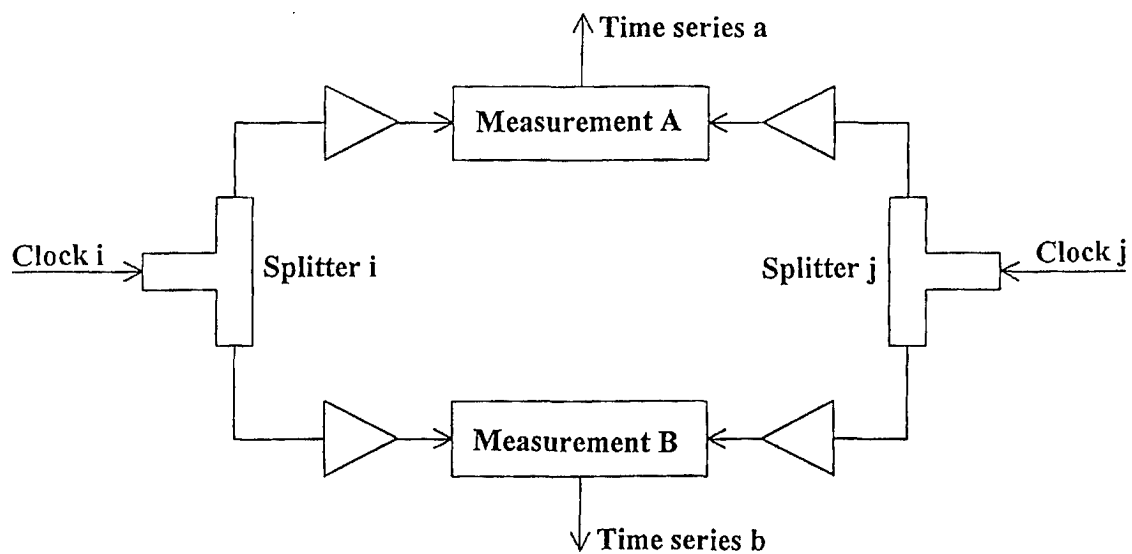 Time series a
Measurement A
Clock i
Splitter i
Splitter j
Clock j
Measurement B
Time series b